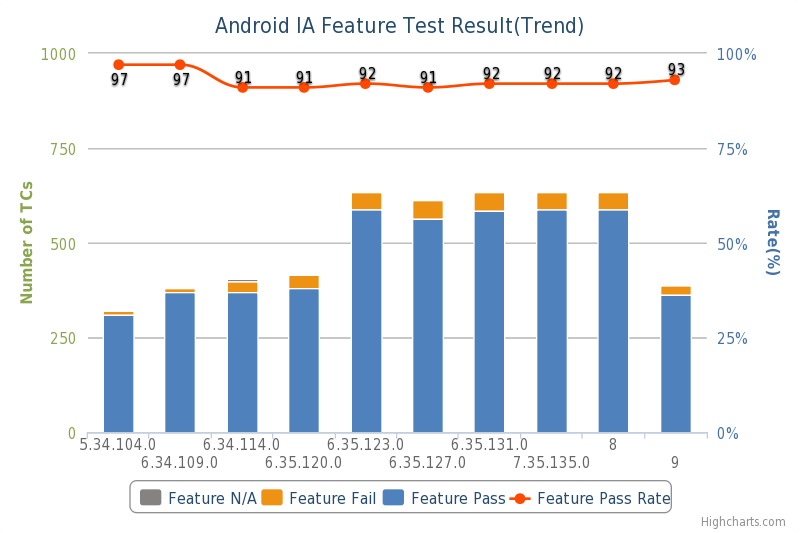 Android IA Feature Test Result(Trend)
1000
750
500
250
0
Number of TCs
100%
75%
50%
25%
0%
Rate(%)
97 97 91 91 92 91 92 92 92 93
5.34.104.0 6.34.114.0 6.35.123.0 6.35.131.0 8
6.34.109.0 6.35.120.0 6.35.127.0 7.35.135.0 9
Feature N/A Feature Fail Feature Pass Feature Pass Rate
Highcharts.com